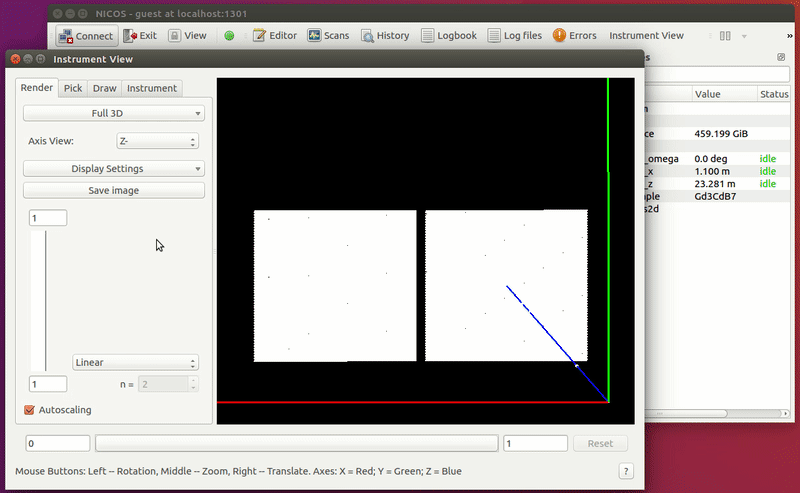 NICOS - guest at localhost:1301
Connect Exit View Editor Scans History Logbook Log files Errors Instrument View »
Instrument View
Render Pick Draw Instrument
Full 3D
Axis View: Z-
Display Settings
Save image
1
Linear
1 n = 2
Autoscaling
0 1 Reset
Mouse Buttons: Left -- Rotation, Middle -- Zoom, Right -- Translate. Axes: X = Red; Y = Green; Z = Blue ?
Value Status
459.199 GiB
_omega 0.0 deg idle
_x 1.100 m idle
_z 23.281 m idle
Gd3CdB7